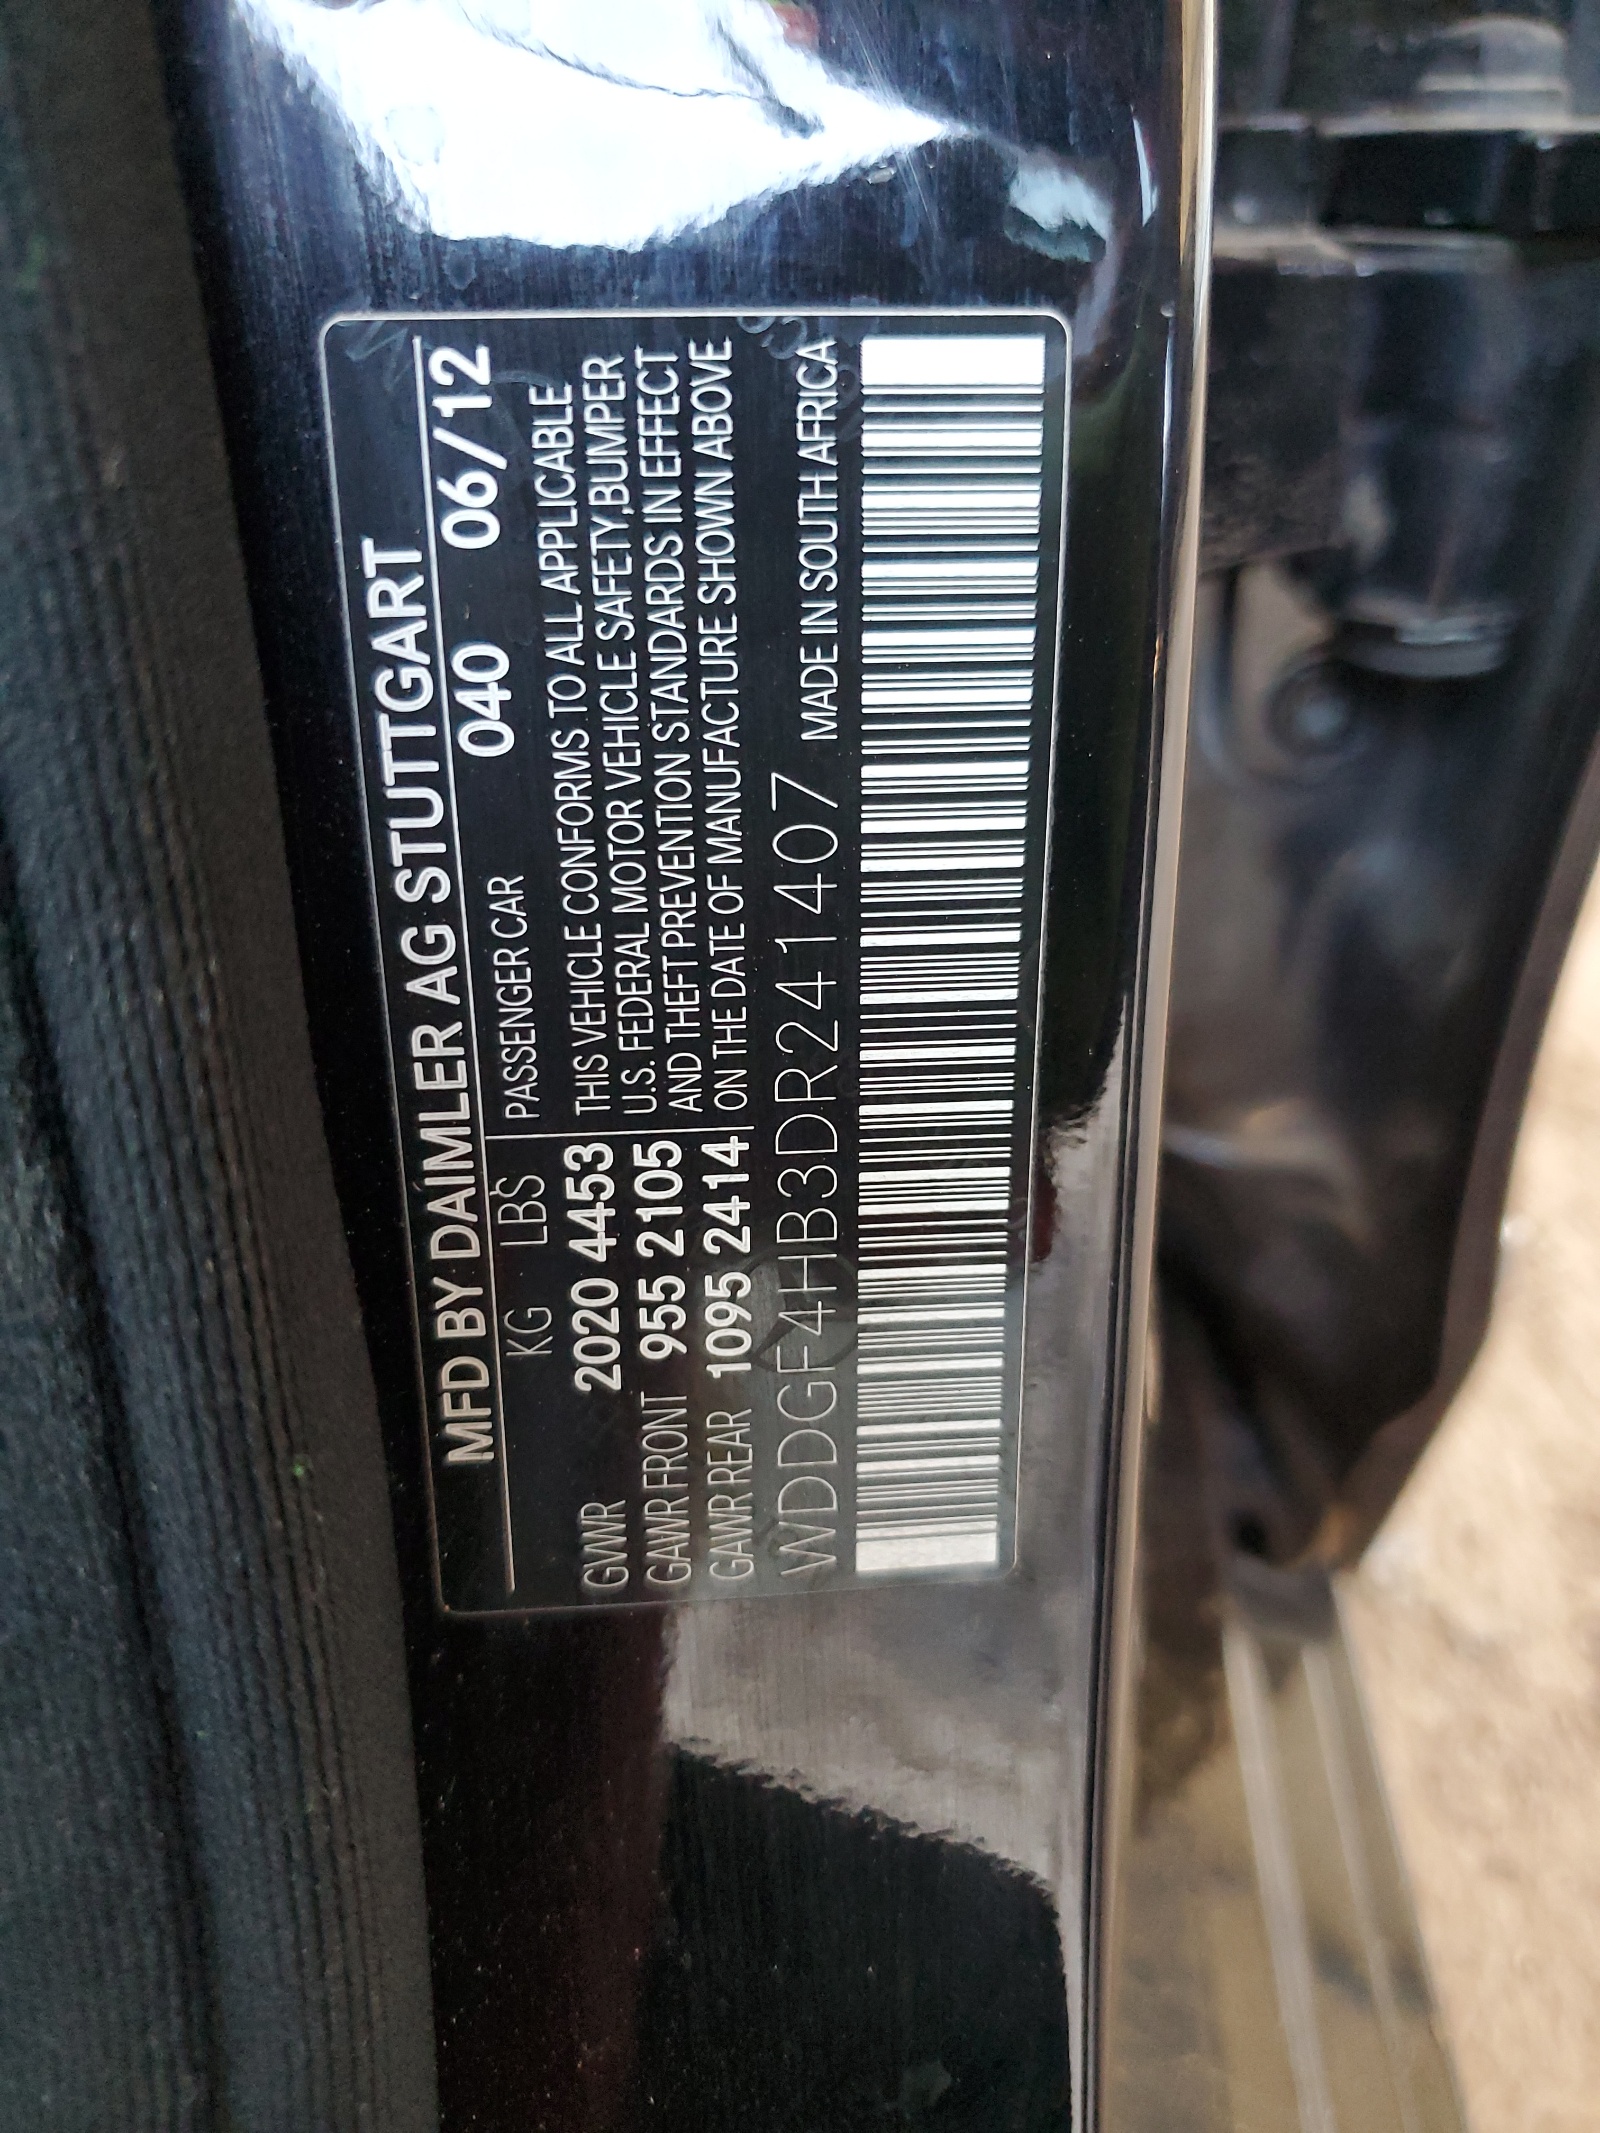 MFD BY DAIMLER AG STUTTGART
KG LBS PASSENGER CAR 040 06/12
GVWR 2020 4453 THIS VEHICLE CONFORMS TO ALL APPLICABLE
GAWR FRONT 955 2105 U.S. FEDERAL MOTOR VEHICLE SAFETY,BUMPER
GAWR REAR 1095 2414 AND THEFT PREVENTION STANDARDS IN EFFECT
ON THE DATE OF MANUFACTURE SHOWN ABOVE
WDDGF4HB3DR241407 MADE IN SOUTH AFRICA